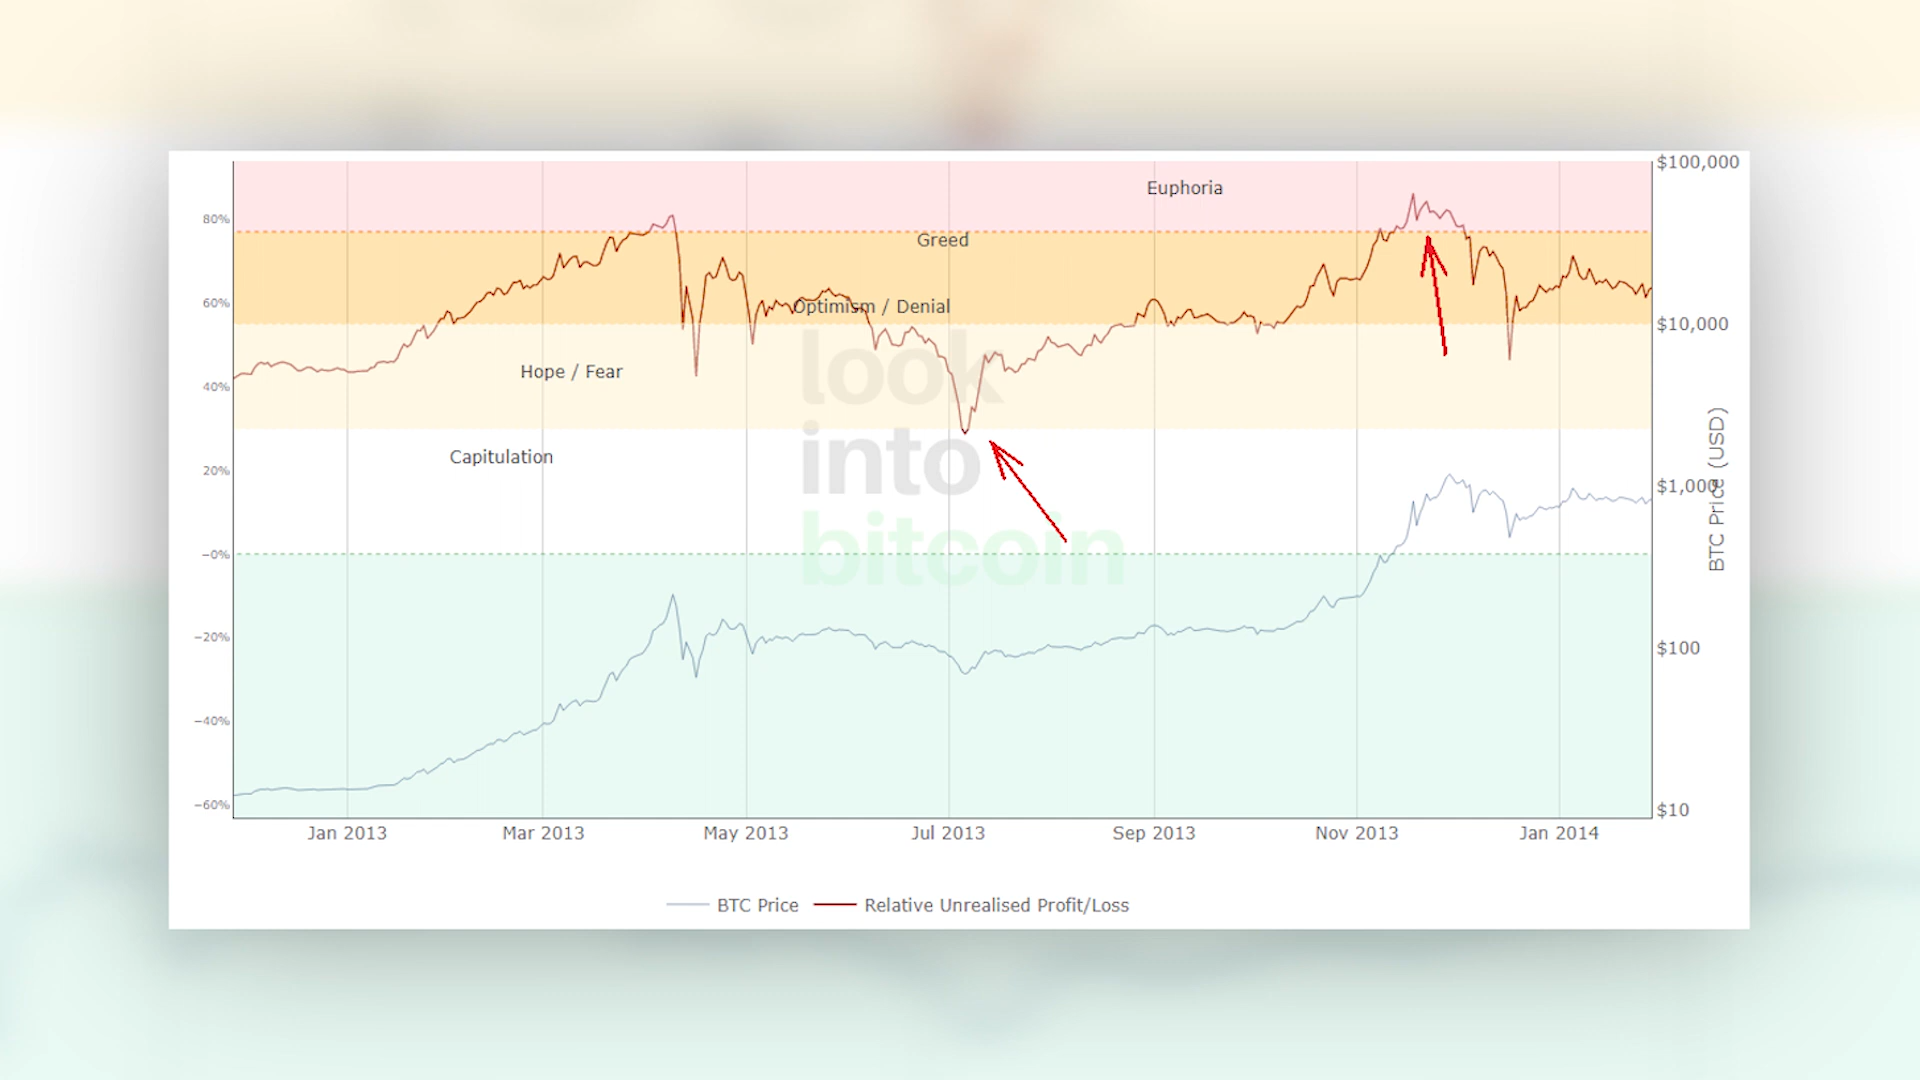 $100,000
Euphoria
80%
Greed
60%
Optimism / Denial
$10,000
look
Hope / Fear
40%
into
Capitulation
20%
$1,000
BTC Price (USD)
bitcoin
−0%
−20%
$100
−40%
−60%
$10
Jan 2013
Mar 2013
May 2013
Jul 2013
Sep 2013
Nov 2013
Jan 2014
BTC Price
Relative Unrealised Profit/Loss